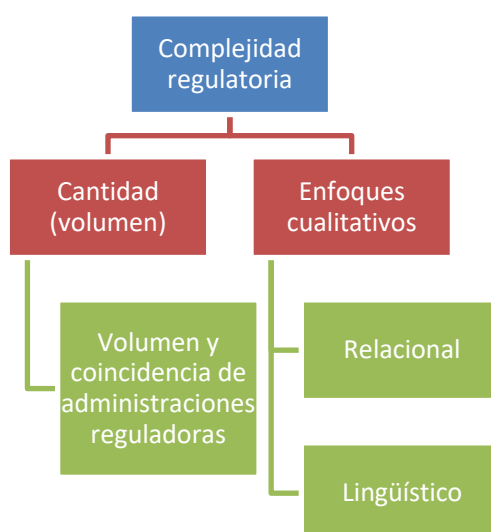 Complejidad
regulatoria
Cantidad
(volumen)
Enfoques
cualitativos
Volumen y
coincidencia de
administraciones
reguladoras
Relacional
Lingüístico